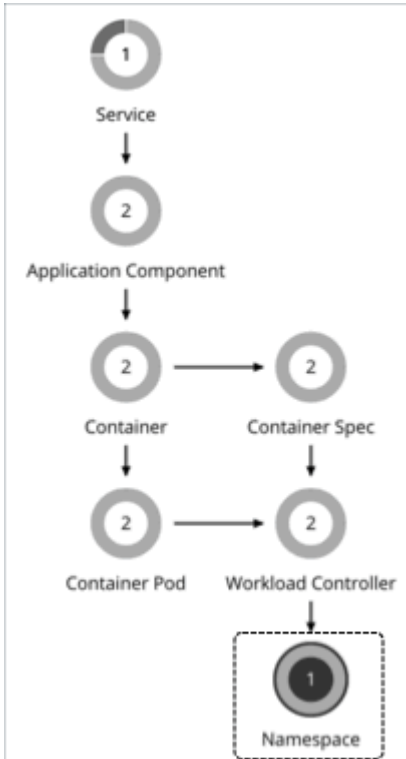 1
Service
2
Application Component
2 2
Container Container Spec
2 2
Container Pod Workload Controller
1
Namespace